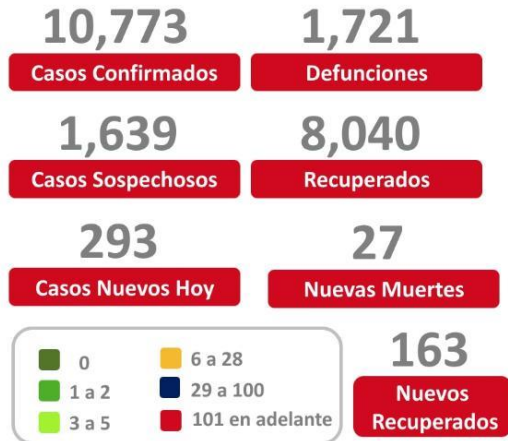 10,773
Casos Confirmados
1,721
Defunciones
1,639
Casos Sospechosos
8,040
Recuperados
293
Casos Nuevos Hoy
27
Nuevas Muertes
0
1 a 2
3 a 5
6 a 28
29 a 100
101 en adelante
163
Nuevos
Recuperados